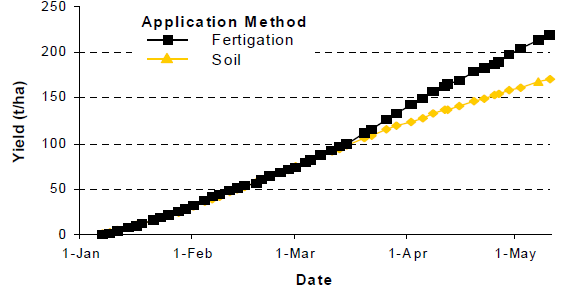 250
Application Method
Fertigation
200
Soil
150
100
50
0
1-Jan 1-Feb 1-Mar 1-Apr 1-May
Yield (t/ha)
Date